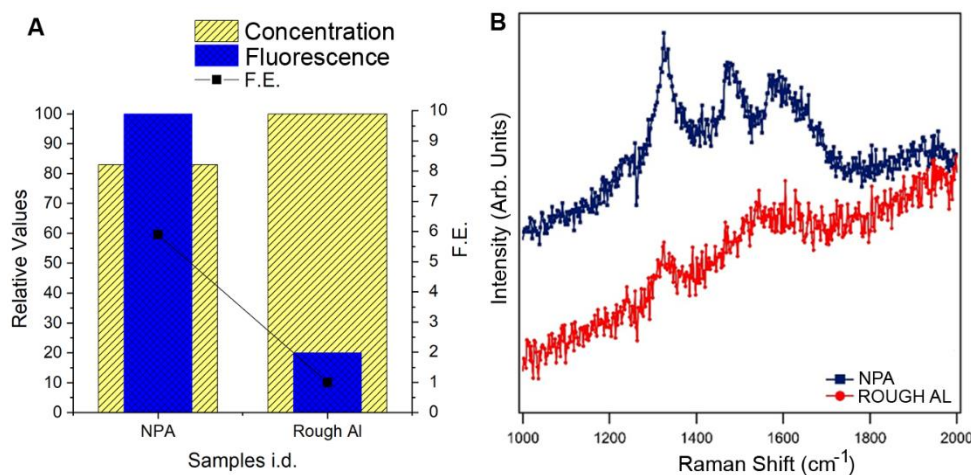 A
Concentration
Fluorescence
F.E.
Relative Values
100
90
80
70
60
50
40
30
20
10
0
10
9
8
7
6
5
4
3
2
1
0
F.E.
NPA
Rough Al
Samples i.d.
B
Intensity (Arb. Units)
NPA
ROUGH AL
1000 1200 1400 1600 1800 2000
Raman Shift (cm⁻¹)